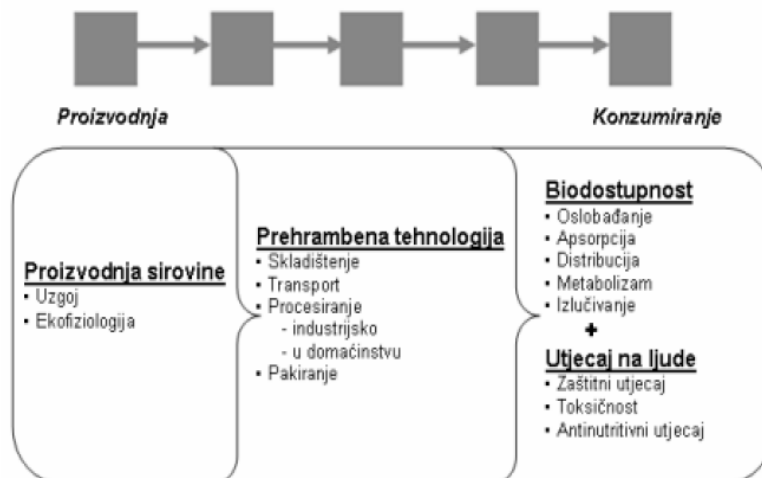 Proizvodnja
Konzumiranje
Proizvodnja sirovine
▪ Uzgoj
▪ Ekofiziologija
Prehrambena tehnologija
▪ Skladištenje
▪ Transport
▪ Procesiranje
- industrijsko
- u domaćinstvu
▪ Pakiranje
Biodostupnost
▪ Oslobađanje
▪ Apsorpcija
▪ Distribucija
▪ Metabolizam
▪ Izlučivanje
+
Utjecaj na ljude
▪ Zaštitni utjecaj
▪ Toksičnost
▪ Antinutritivni utjecaj